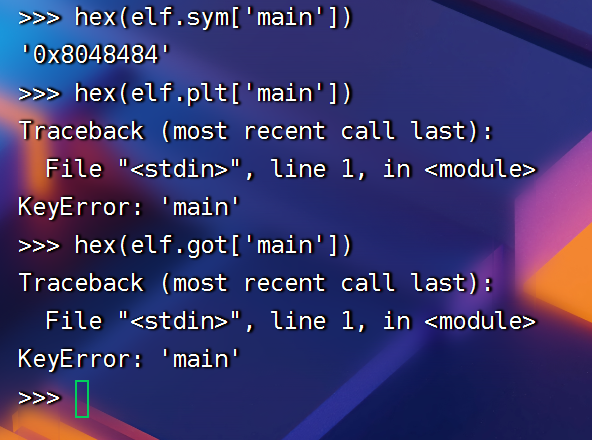 >>> hex(elf.sym['main'])
'0x8048484'
>>> hex(elf.plt['main'])
Traceback (most recent call last):
  File "<stdin>", line 1, in <module>
KeyError: 'main'
>>> hex(elf.got['main'])
Traceback (most recent call last):
  File "<stdin>", line 1, in <module>
KeyError: 'main'
>>>